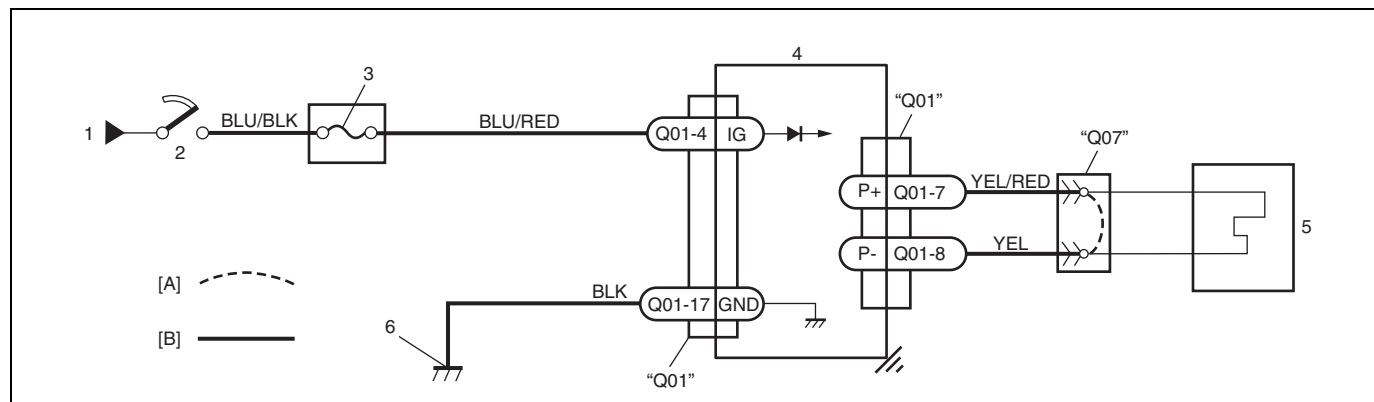 4
3
"Q01"
1
2
BLU/BLK
BLU/RED
Q01-4
IG
"Q07"
P+
Q01-7
YEL/RED
5
P-
Q01-8
YEL
[A]
BLK
Q01-17
GND
6
[B]
"Q01"